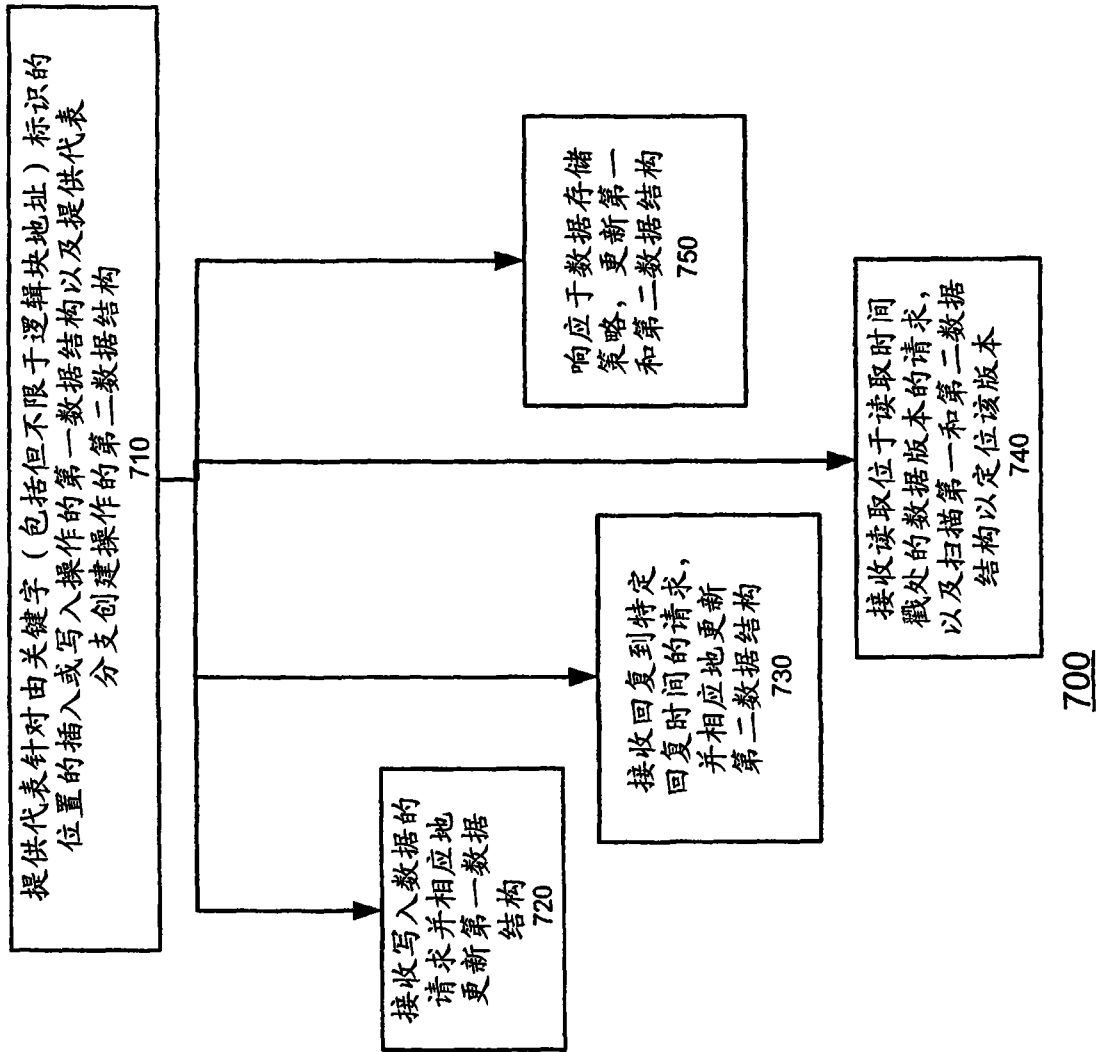 提供代表针对由关键字（包括但不限于逻辑块地址）标识的
位置的插入或写入操作的第一数据结构以及提供代表
分支创建操作的第二数据结构
710
接收写入数据的
请求并相应地
更新第一数据
结构
720
接收回复到特定
回复时间的请求，
并相应地更新
第二数据结构
730
接收读取位于读取时间
戳处的数据版本的请求，
以及扫描第一和第二数据
结构以定位该版本
740
响应于数据存储
策略，更新第一
和第二数据结构
750
700